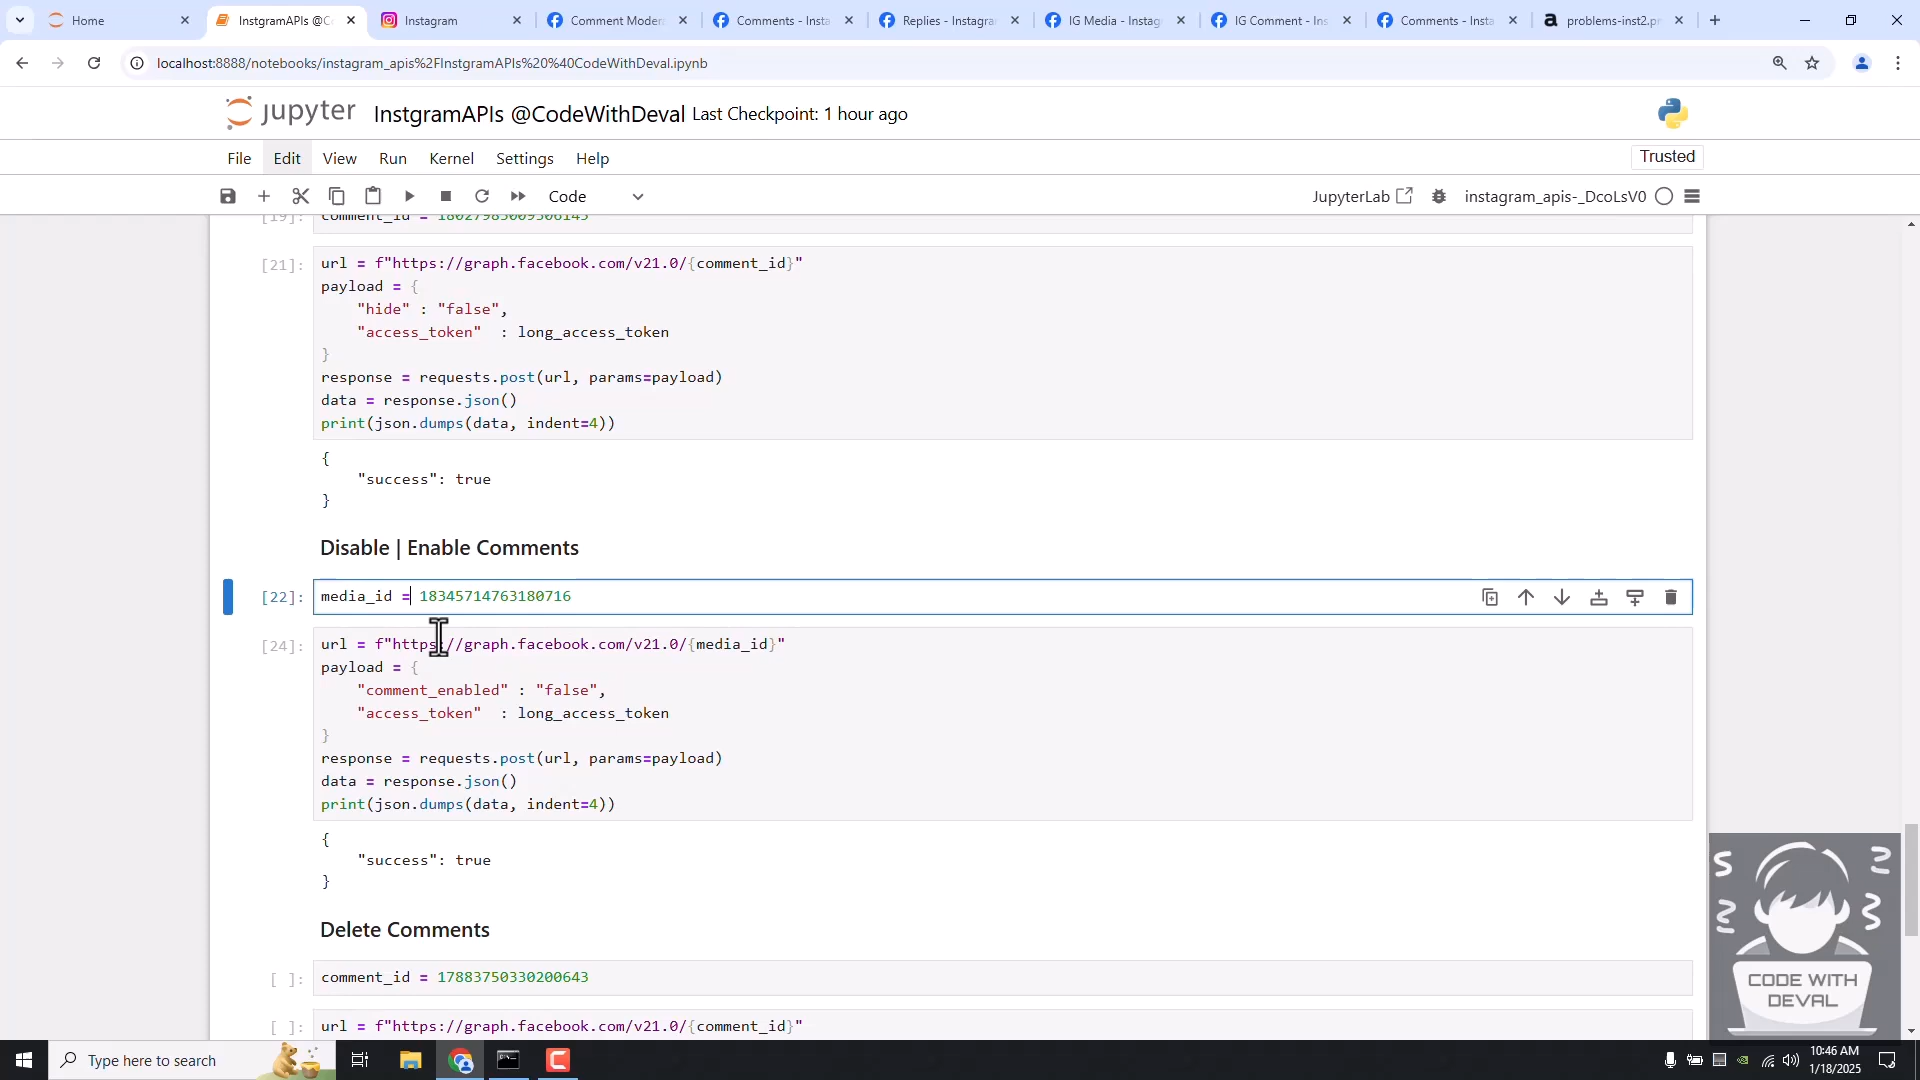 Home
InstgramAPIs @C
Instagram
Comment Moder
Comments - Insta
Replies - Instagra
IG Media - Instag
IG Comment - Ins
Comments - Insta
problems-inst2.pn
localhost:8888/notebooks/instagram_apis%2FInstgramAPIs%20%40CodeWithDeval.ipynb
jupyter InstgramAPIs @CodeWithDeval Last Checkpoint: 1 hour ago
File Edit View Run Kernel Settings Help
Trusted
Code
JupyterLab
instagram_apis-_DcoLsV0
[19]: comment_id = 18027985009506145
[21]: url = f"https://graph.facebook.com/v21.0/{comment_id}"
payload = {
"hide" : "false",
"access_token" : long_access_token
}
response = requests.post(url, params=payload)
data = response.json()
print(json.dumps(data, indent=4))
{
"success": true
}
Disable | Enable Comments
[22]: media_id = 18345714763180716
[24]: url = f"https://graph.facebook.com/v21.0/{media_id}"
payload = {
"comment_enabled" : "false",
"access_token" : long_access_token
}
response = requests.post(url, params=payload)
data = response.json()
print(json.dumps(data, indent=4))
{
"success": true
}
Delete Comments
[ ]: comment_id = 17883750330200643
[ ]: url = f"https://graph.facebook.com/v21.0/{comment_id}"
CODE WITH
DEVAL
Type here to search
10:46 AM
1/18/2025